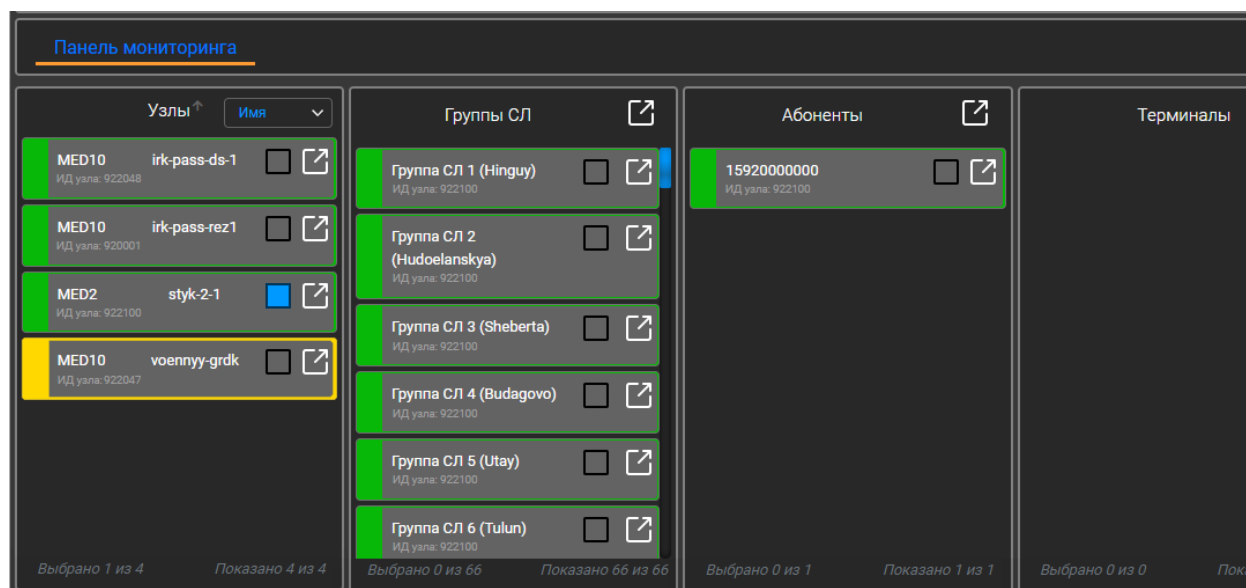 Панель мониторинга
Узлы
Имя
MED10 irk-pass-ds-1
ИД узла: 922048
MED10 irk-pass-rez1
ИД узла: 920001
MED2 styk-2-1
ИД узла: 922100
MED10 voennyy-grdk
ИД узла: 922047
Выбрано 1 из 4 Показано 4 из 4
Группы СЛ
Группа СЛ 1 (Hinguy)
ИД узла: 922100
Группа СЛ 2
(Hudoelanskya)
ИД узла: 922100
Группа СЛ 3 (Sheberta)
ИД узла: 922100
Группа СЛ 4 (Budagovo)
ИД узла: 922100
Группа СЛ 5 (Utay)
ИД узла: 922100
Группа СЛ 6 (Tulun)
ИД узла: 922100
Выбрано 0 из 66 Показано 66 из 66
Абоненты
15920000000
ИД узла: 922100
Выбрано 0 из 1 Показано 1 из 1
Терминалы
Выбрано 0 из 0